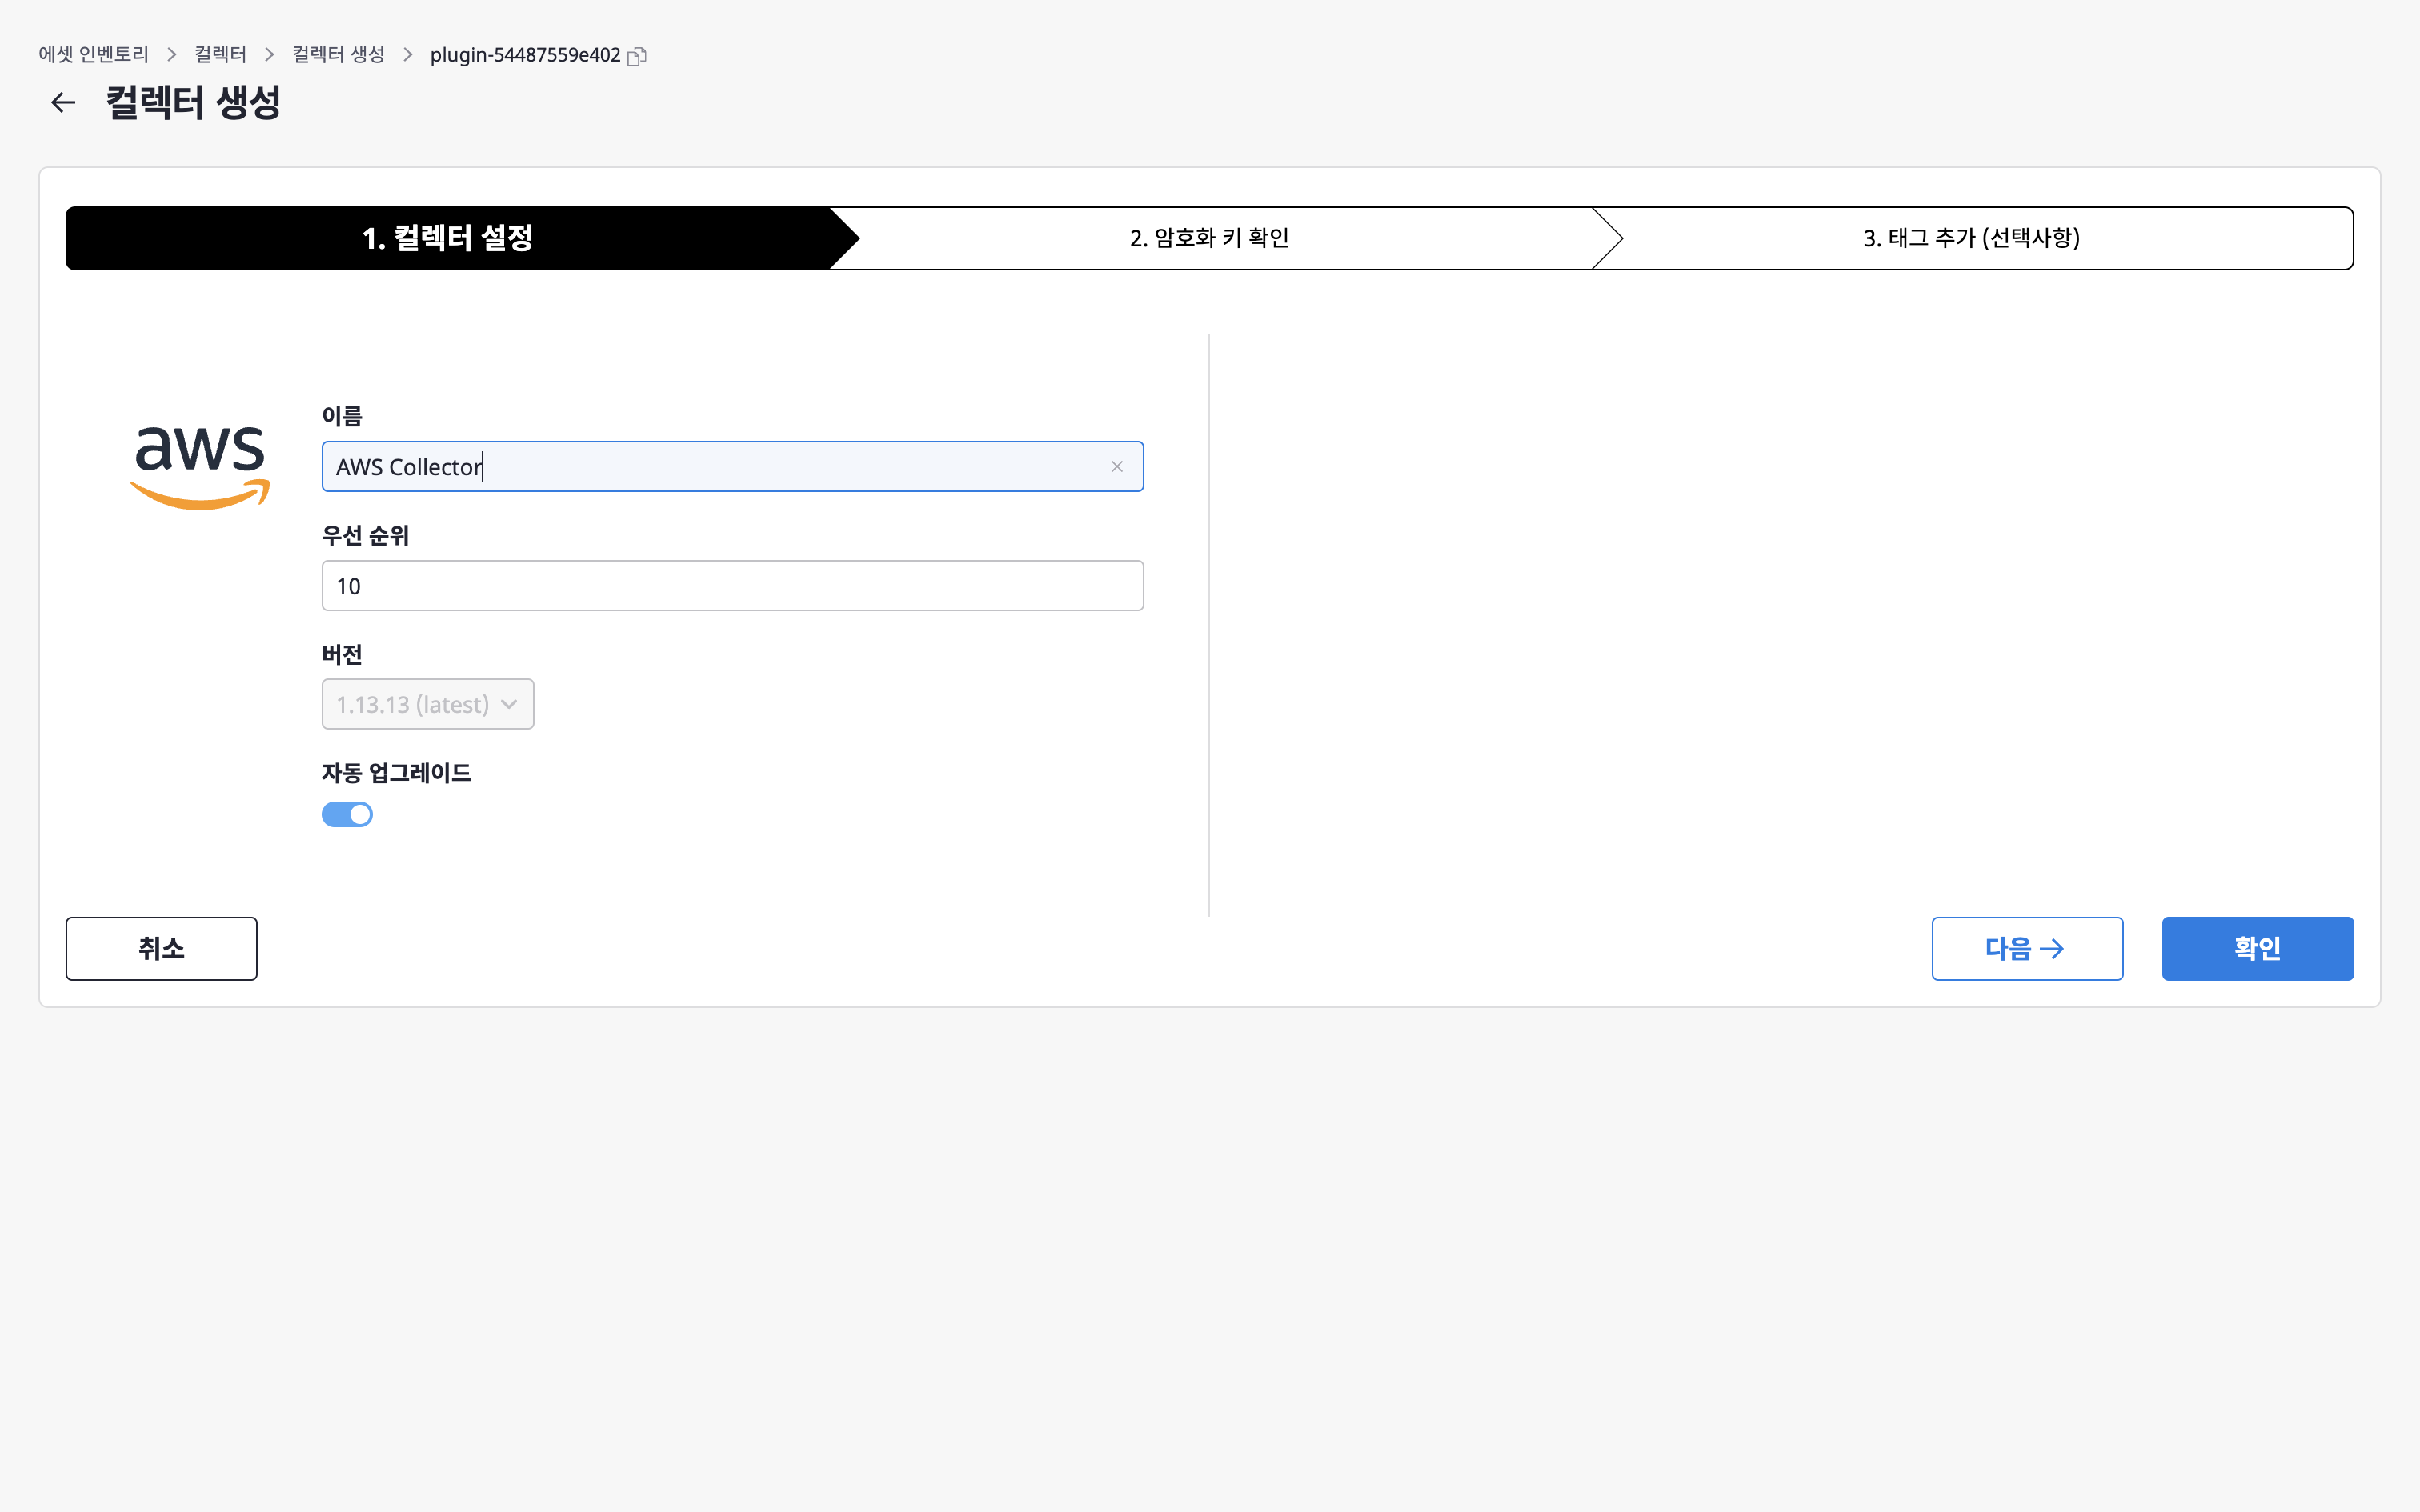 에셋 인벤토리 > 컬렉터 > 컬렉터 생성 > plugin-54487559e402
컬렉터 생성
1. 컬렉터 설정
2. 암호화 키 확인
3. 태그 추가 (선택사항)
aws
이름
AWS Collector
우선 순위
10
버전
1.13.13 (latest)
자동 업그레이드
취소
다음
확인